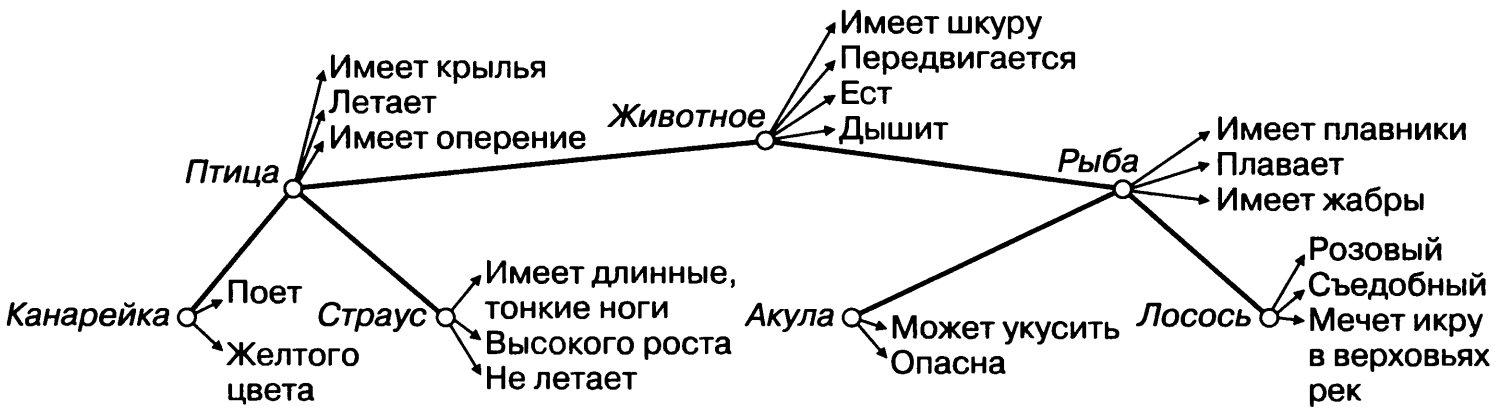 Животное
Имеет шкуру
Передвигается
Ест
Дышит
Птица
Имеет крылья
Летает
Имеет оперение
Рыба
Имеет плавники
Плавает
Имеет жабры
Канарейка
Поет
Желтого
цвета
Страус
Имеет длинные,
тонкие ноги
Высокого роста
Не летает
Акула
Может укусить
Опасна
Лосось
Розовый
Съедобный
Мечет икру
в верховьях
рек